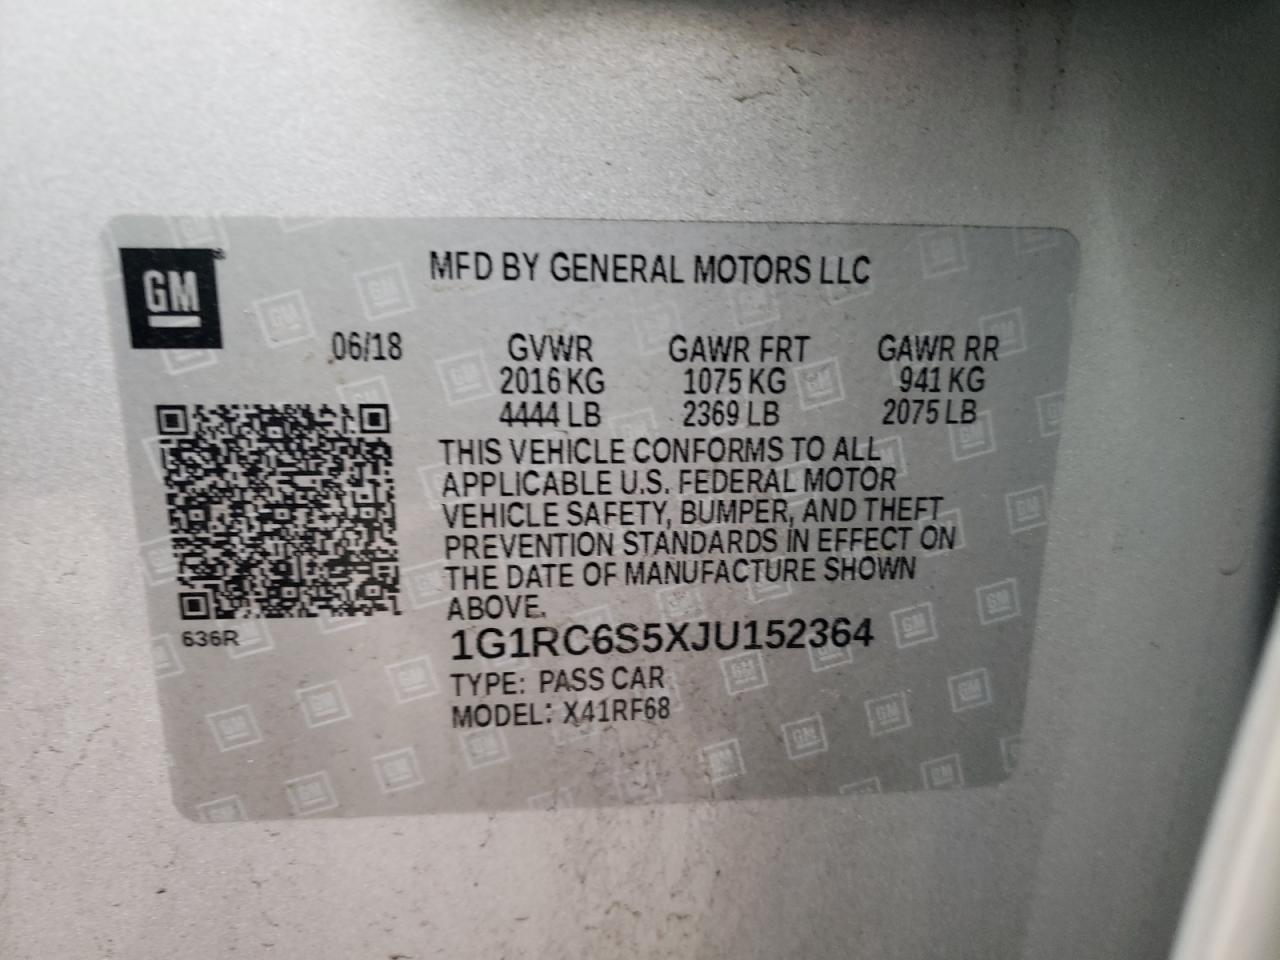 GM
MFD BY GENERAL MOTORS LLC
06/18 GVWR GAWR FRT GAWR RR
2016 KG 1075 KG 941 KG
4444 LB 2369 LB 2075 LB
THIS VEHICLE CONFORMS TO ALL
APPLICABLE U.S. FEDERAL MOTOR
VEHICLE SAFETY, BUMPER, AND THEFT
PREVENTION STANDARDS IN EFFECT ON
THE DATE OF MANUFACTURE SHOWN
ABOVE.
636R
1G1RC6S5XJU152364
TYPE: PASS CAR
MODEL: X41RF68